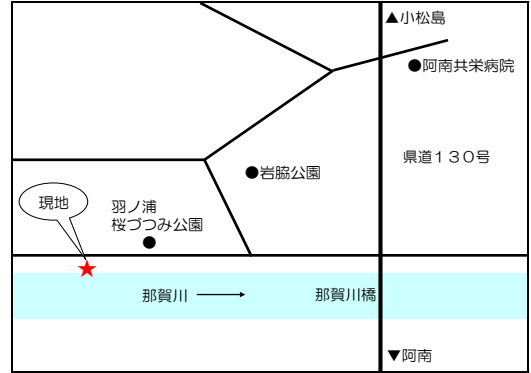 ▲小松島
●阿南共栄病院
県道１３０号
●岩脇公園
現地
羽ノ浦
桜づつみ公園
那賀川
那賀川橋
▼阿南